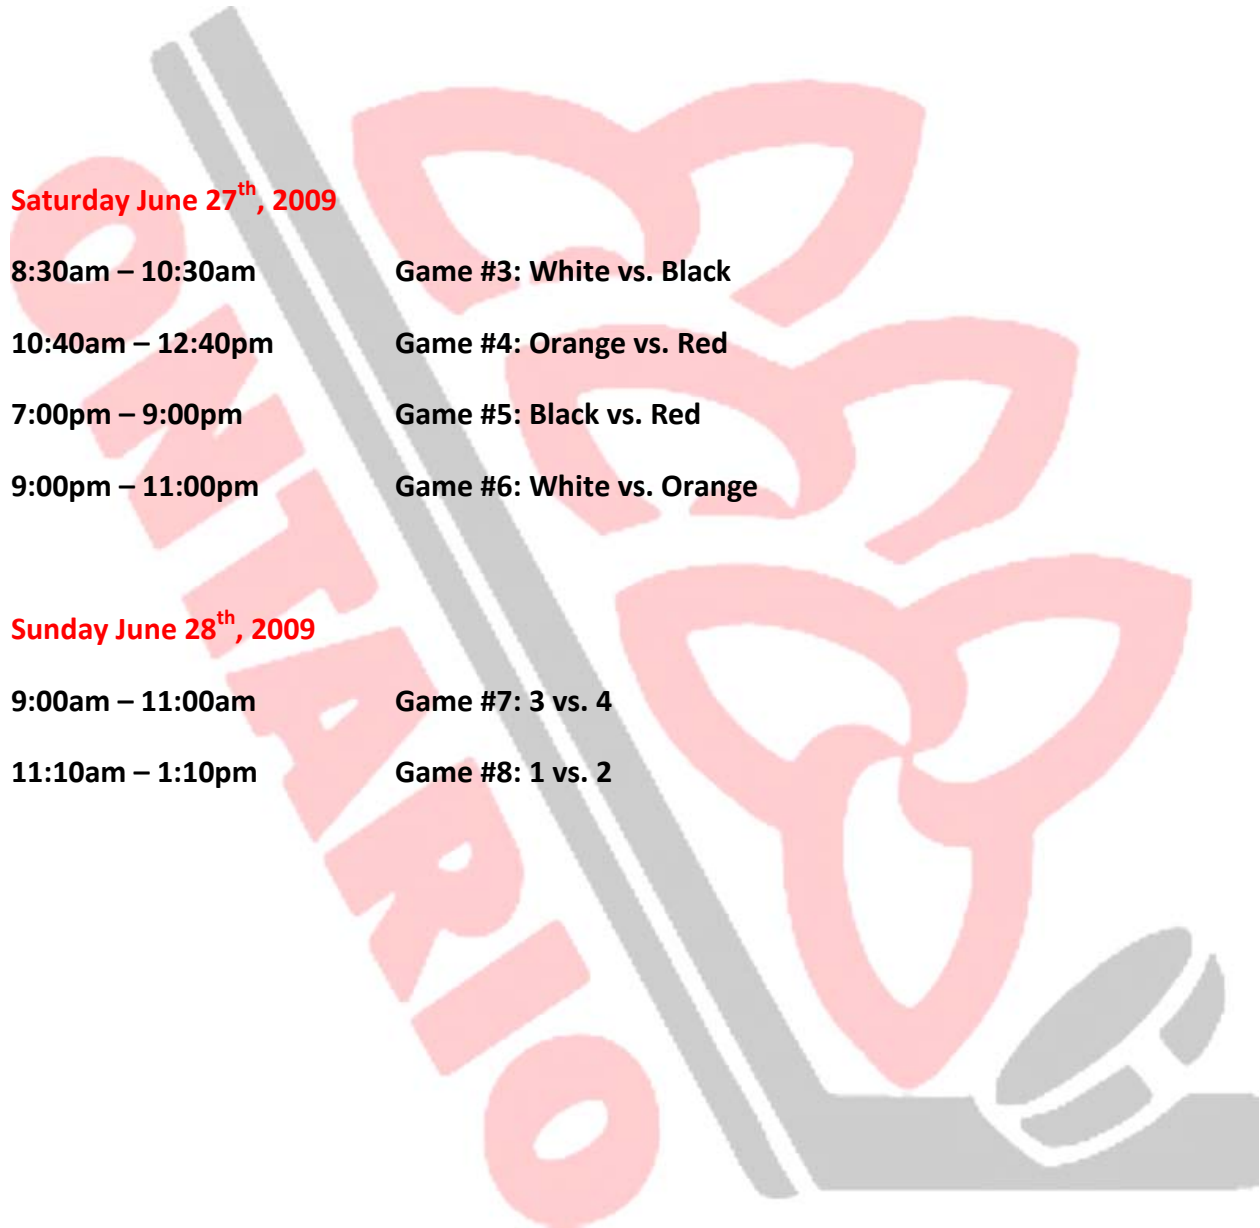 Saturday June 27th, 2009
8:30am – 10:30am Game #3: White vs. Black
10:40am – 12:40pm Game #4: Orange vs. Red
7:00pm – 9:00pm Game #5: Black vs. Red
9:00pm – 11:00pm Game #6: White vs. Orange
Sunday June 28th, 2009
9:00am – 11:00am Game #7: 3 vs. 4
11:10am – 1:10pm Game #8: 1 vs. 2
ONTARIO